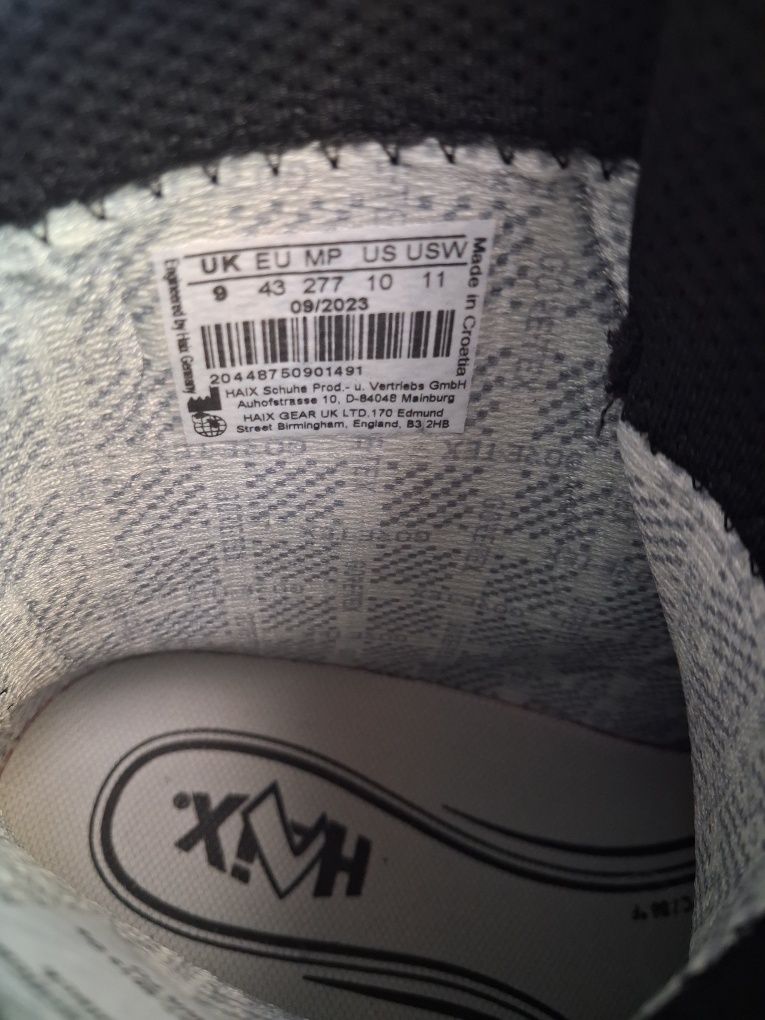 UK EU MP US USW
9 43 277 10 11
09/2023
20448750901491
HAIX Schuhe Prod.- u. Vertriebs GmbH
Auhofstrasse 10, D-84048 Mainburg
HAIX GEAR UK LTD.170 Edmund
Street Birmingham, England, B3 2HB
Made in Croatia
Engineered by Haix Germany
HAIX®